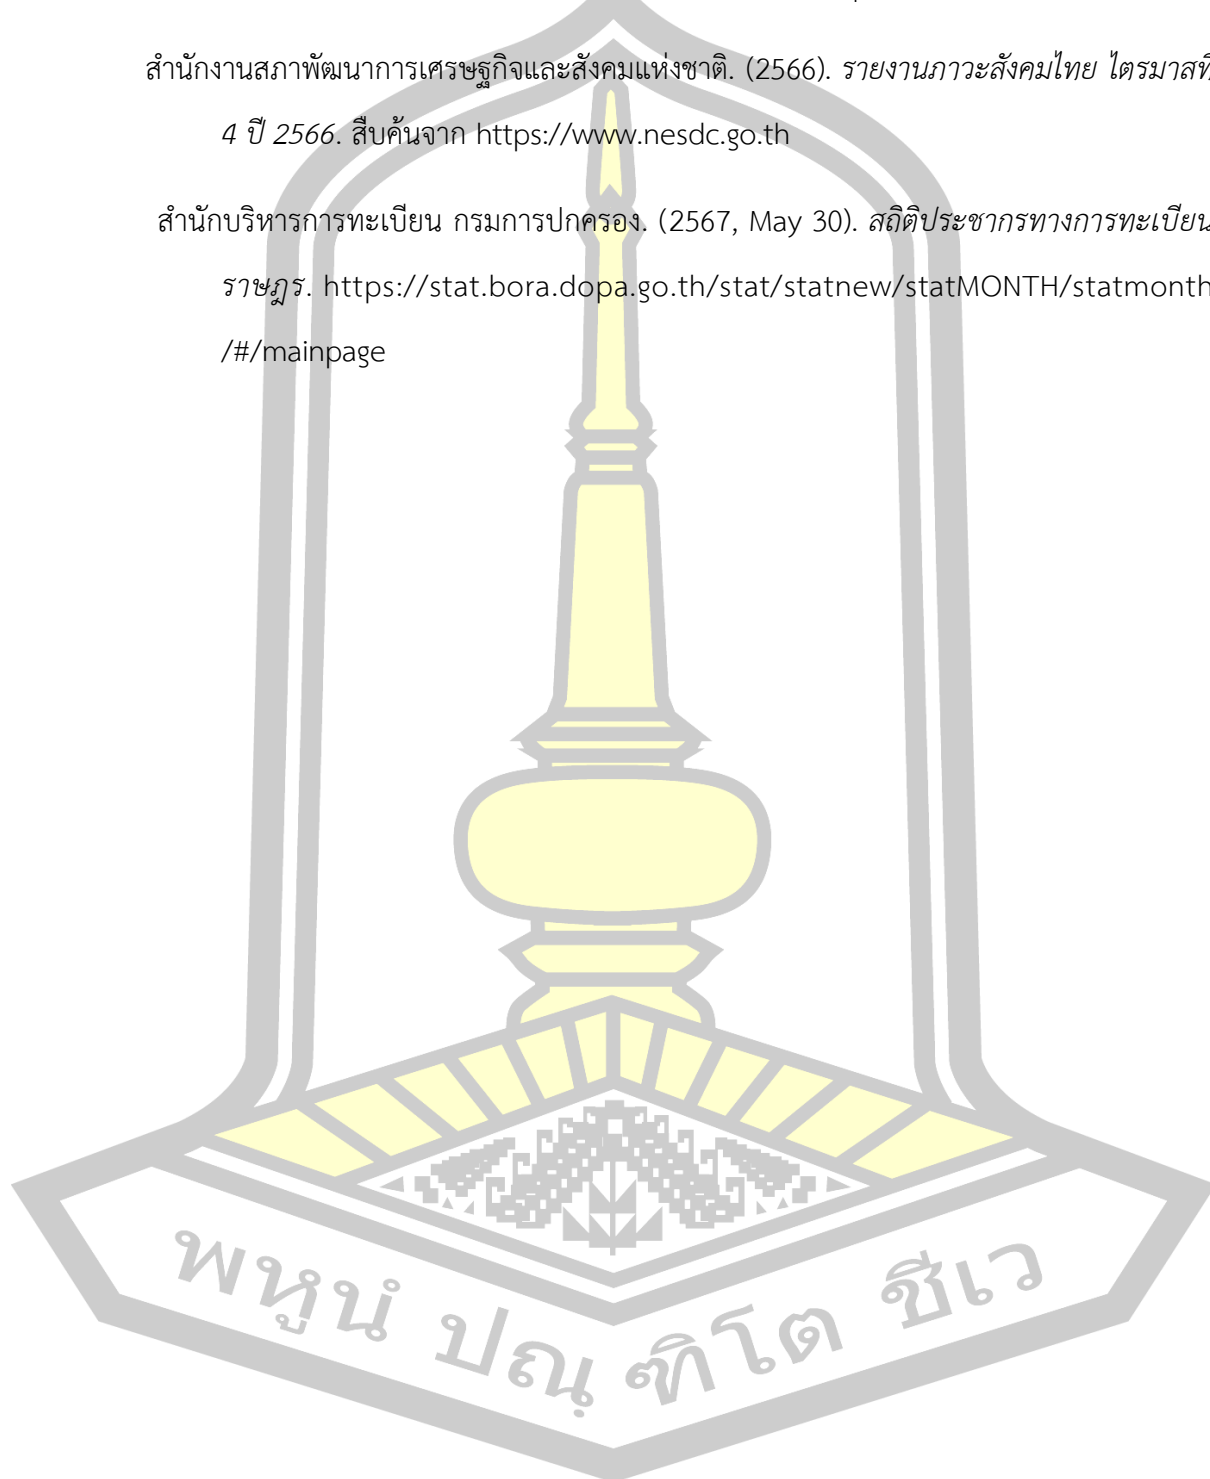 สำนักงานสภาพัฒนาการเศรษฐกิจและสังคมแห่งชาติ. (2566). รายงานภาวะสังคมไทย ไตรมาสที่
4 ปี 2566. สืบค้นจาก https://www.nesdc.go.th
สำนักบริหารการทะเบียน กรมการปกครอง. (2567, May 30). สถิติประชากรทางการทะเบียน
ราษฎร. https://stat.bora.dopa.go.th/stat/statnew/statMONTH/statmonth
/#/mainpage
พหูนํ ปณฺฑิโต ชีเว